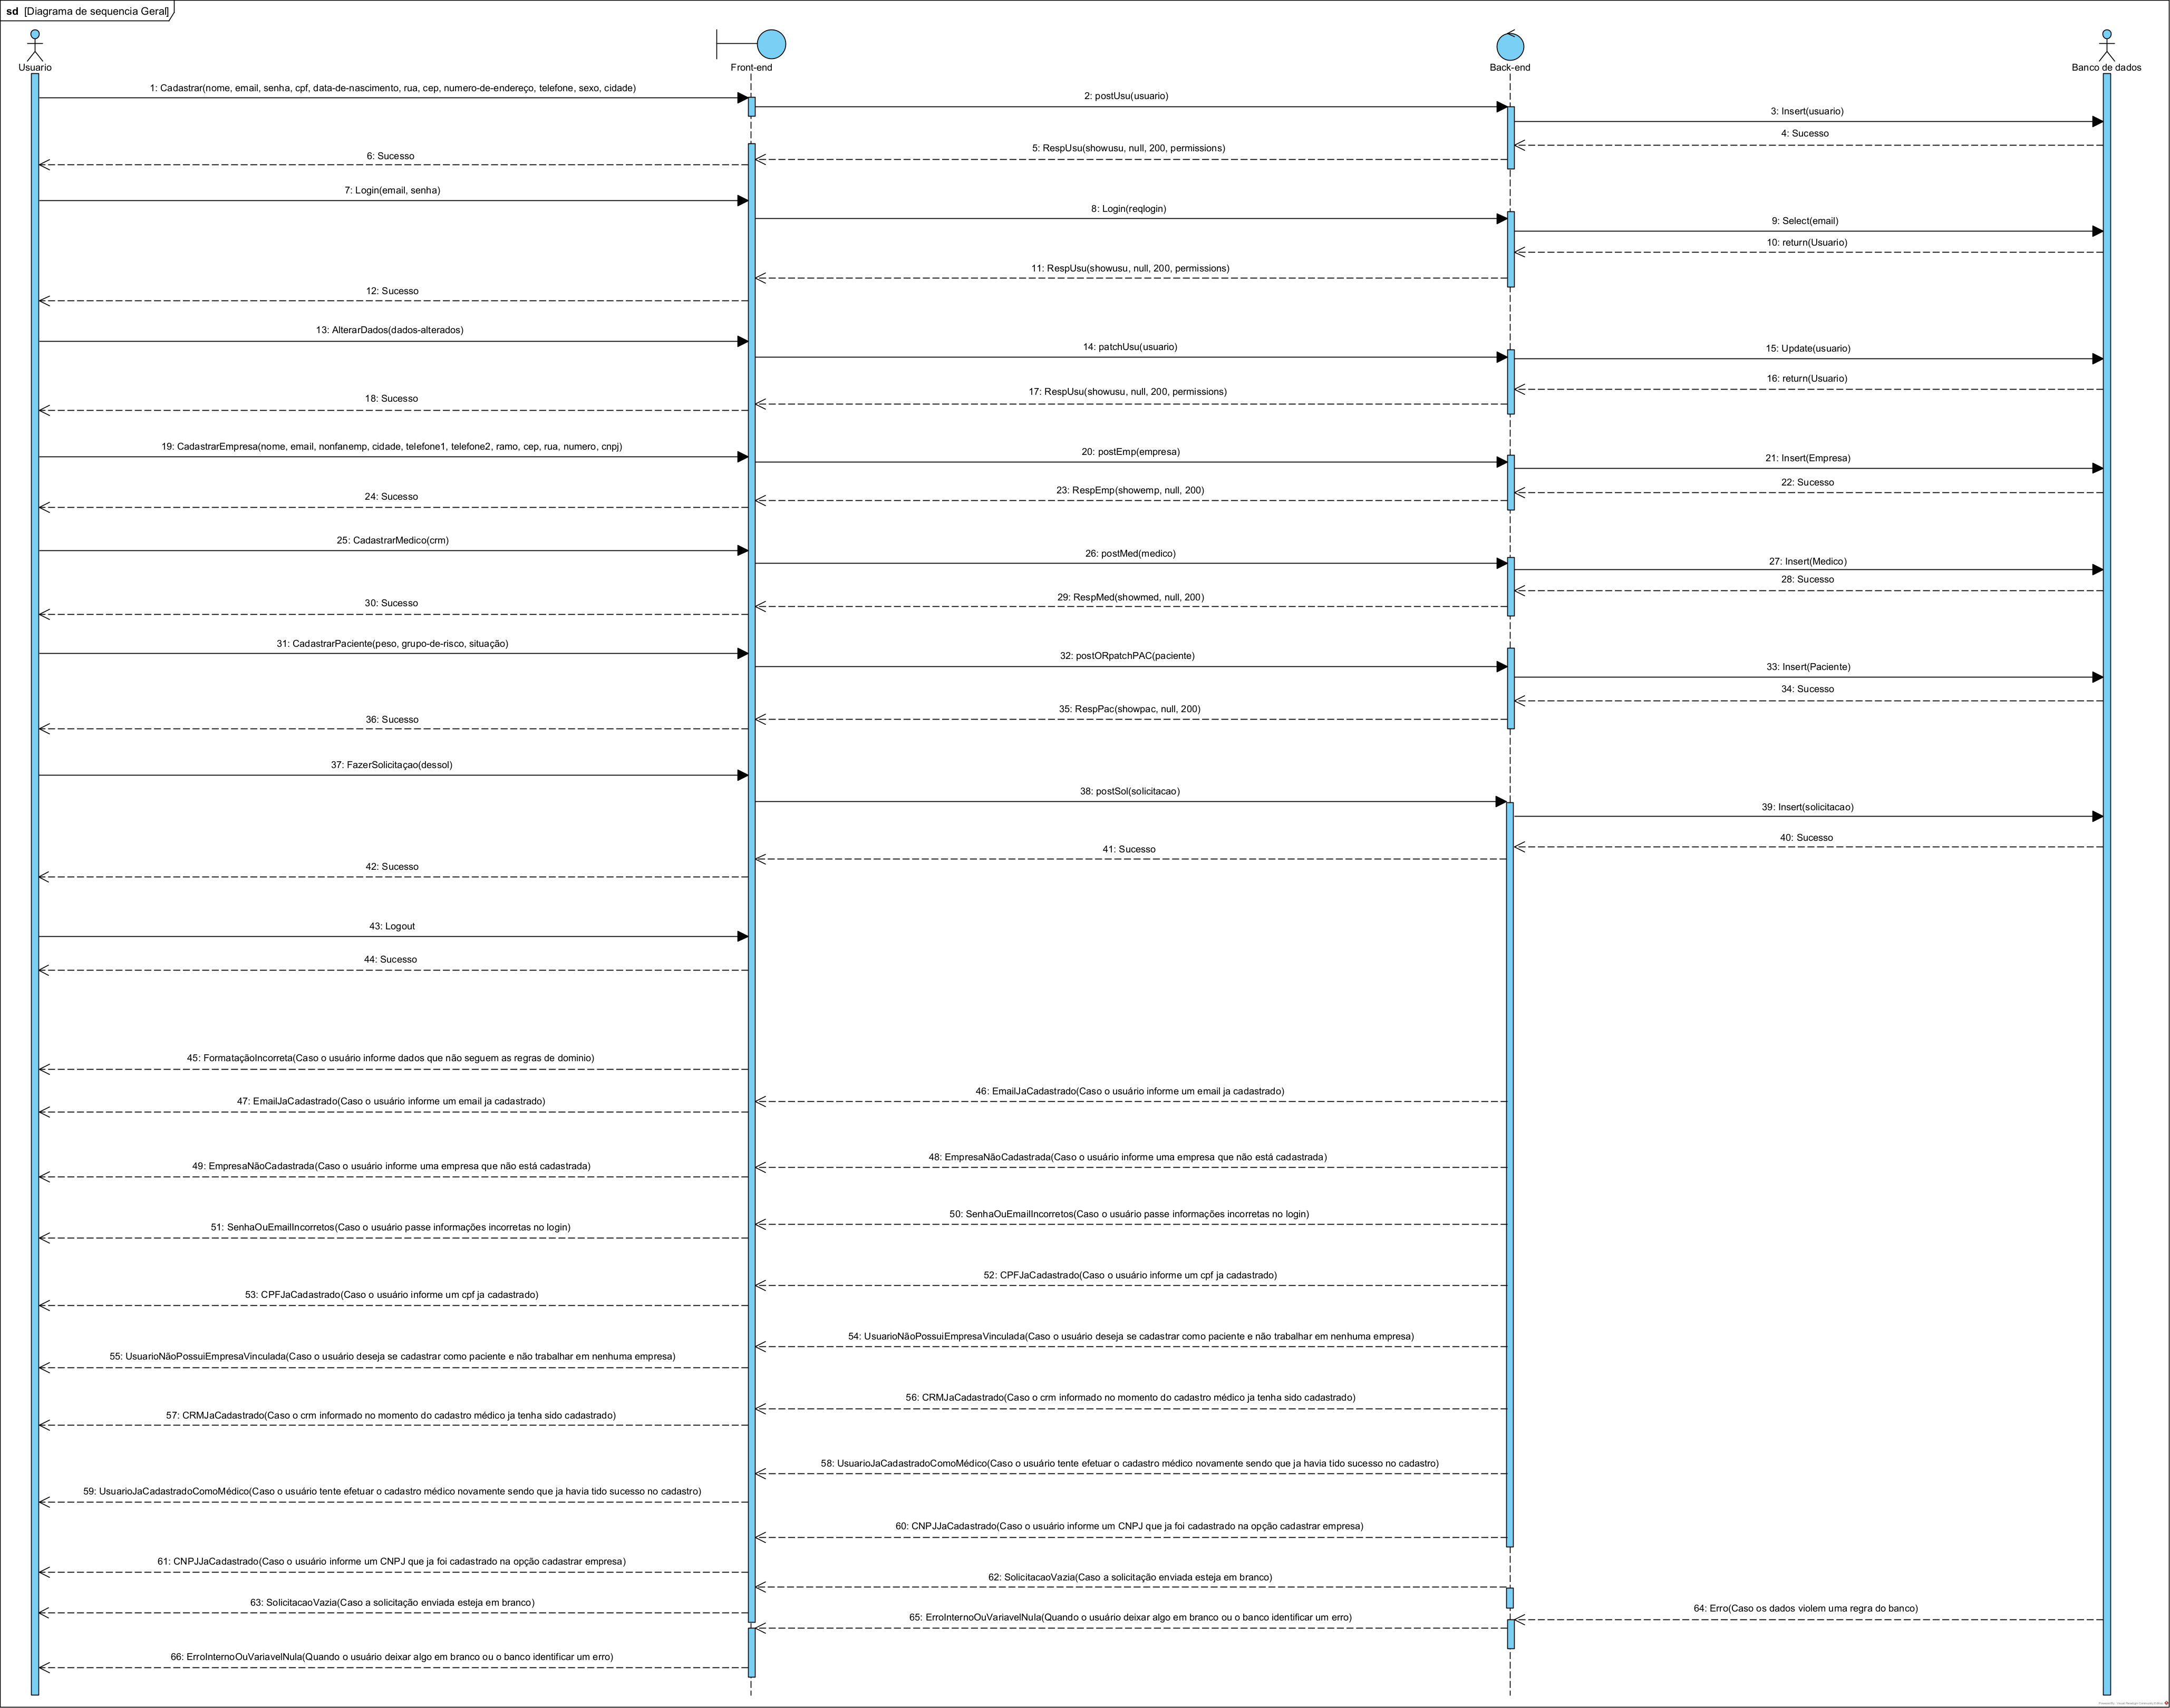 sd [Diagrama de sequencia Geral]
Usuario
Front-end
Back-end
Banco de dados
1: Cadastrar(nome, email, senha, cpf, data-de-nascimento, rua, cep, numero-de-endereço, telefone, sexo, cidade)
2: postUsu(usuario)
3: Insert(usuario)
4: Sucesso
5: RespUsu(showusu, null, 200, permissions)
6: Sucesso
7: Login(email, senha)
8: Login(reqlogin)
9: Select(email)
10: return(Usuario)
11: RespUsu(showusu, null, 200, permissions)
12: Sucesso
13: AlterarDados(dados-alterados)
14: patchUsu(usuario)
15: Update(usuario)
16: return(Usuario)
17: RespUsu(showusu, null, 200, permissions)
18: Sucesso
19: CadastrarEmpresa(nome, email, nonfanemp, cidade, telefone1, telefone2, ramo, cep, rua, numero, cnpj)
20: postEmp(empresa)
21: Insert(Empresa)
22: Sucesso
23: RespEmp(showemp, null, 200)
24: Sucesso
25: CadastrarMedico(crm)
26: postMed(medico)
27: Insert(Medico)
28: Sucesso
29: RespMed(showmed, null, 200)
30: Sucesso
31: CadastrarPaciente(peso, grupo-de-risco, situação)
32: postORpatchPAC(paciente)
33: Insert(Paciente)
34: Sucesso
35: RespPac(showpac, null, 200)
36: Sucesso
37: FazerSolicitaçao(dessol)
38: postSol(solicitacao)
39: Insert(solicitacao)
40: Sucesso
41: Sucesso
42: Sucesso
43: Logout
44: Sucesso
45: FormataçãoIncorreta(Caso o usuário informe dados que não seguem as regras de dominio)
46: EmailJaCadastrado(Caso o usuário informe um email ja cadastrado)
47: EmailJaCadastrado(Caso o usuário informe um email ja cadastrado)
48: EmpresaNãoCadastrada(Caso o usuário informe uma empresa que não está cadastrada)
49: EmpresaNãoCadastrada(Caso o usuário informe uma empresa que não está cadastrada)
50: SenhaOuEmailIncorretos(Caso o usuário passe informações incorretas no login)
51: SenhaOuEmailIncorretos(Caso o usuário passe informações incorretas no login)
52: CPFJaCadastrado(Caso o usuário informe um cpf ja cadastrado)
53: CPFJaCadastrado(Caso o usuário informe um cpf ja cadastrado)
54: UsuarioNãoPossuiEmpresaVinculada(Caso o usuário deseja se cadastrar como paciente e não trabalhar em nenhuma empresa)
55: UsuarioNãoPossuiEmpresaVinculada(Caso o usuário deseja se cadastrar como paciente e não trabalhar em nenhuma empresa)
56: CRMJaCadastrado(Caso o crm informado no momento do cadastro médico ja tenha sido cadastrado)
57: CRMJaCadastrado(Caso o crm informado no momento do cadastro médico ja tenha sido cadastrado)
58: UsuarioJaCadastradoComoMédico(Caso o usuário tente efetuar o cadastro médico novamente sendo que ja havia tido sucesso no cadastro)
59: UsuarioJaCadastradoComoMédico(Caso o usuário tente efetuar o cadastro médico novamente sendo que ja havia tido sucesso no cadastro)
60: CNPJJaCadastrado(Caso o usuário informe um CNPJ que ja foi cadastrado na opção cadastrar empresa)
61: CNPJJaCadastrado(Caso o usuário informe um CNPJ que ja foi cadastrado na opção cadastrar empresa)
62: SolicitacaoVazia(Caso a solicitação enviada esteja em branco)
63: SolicitacaoVazia(Caso a solicitação enviada esteja em branco)
64: Erro(Caso os dados violem uma regra do banco)
65: ErroInternoOuVariavelNula(Quando o usuário deixar algo em branco ou o banco identificar um erro)
66: ErroInternoOuVariavelNula(Quando o usuário deixar algo em branco ou o banco identificar um erro)